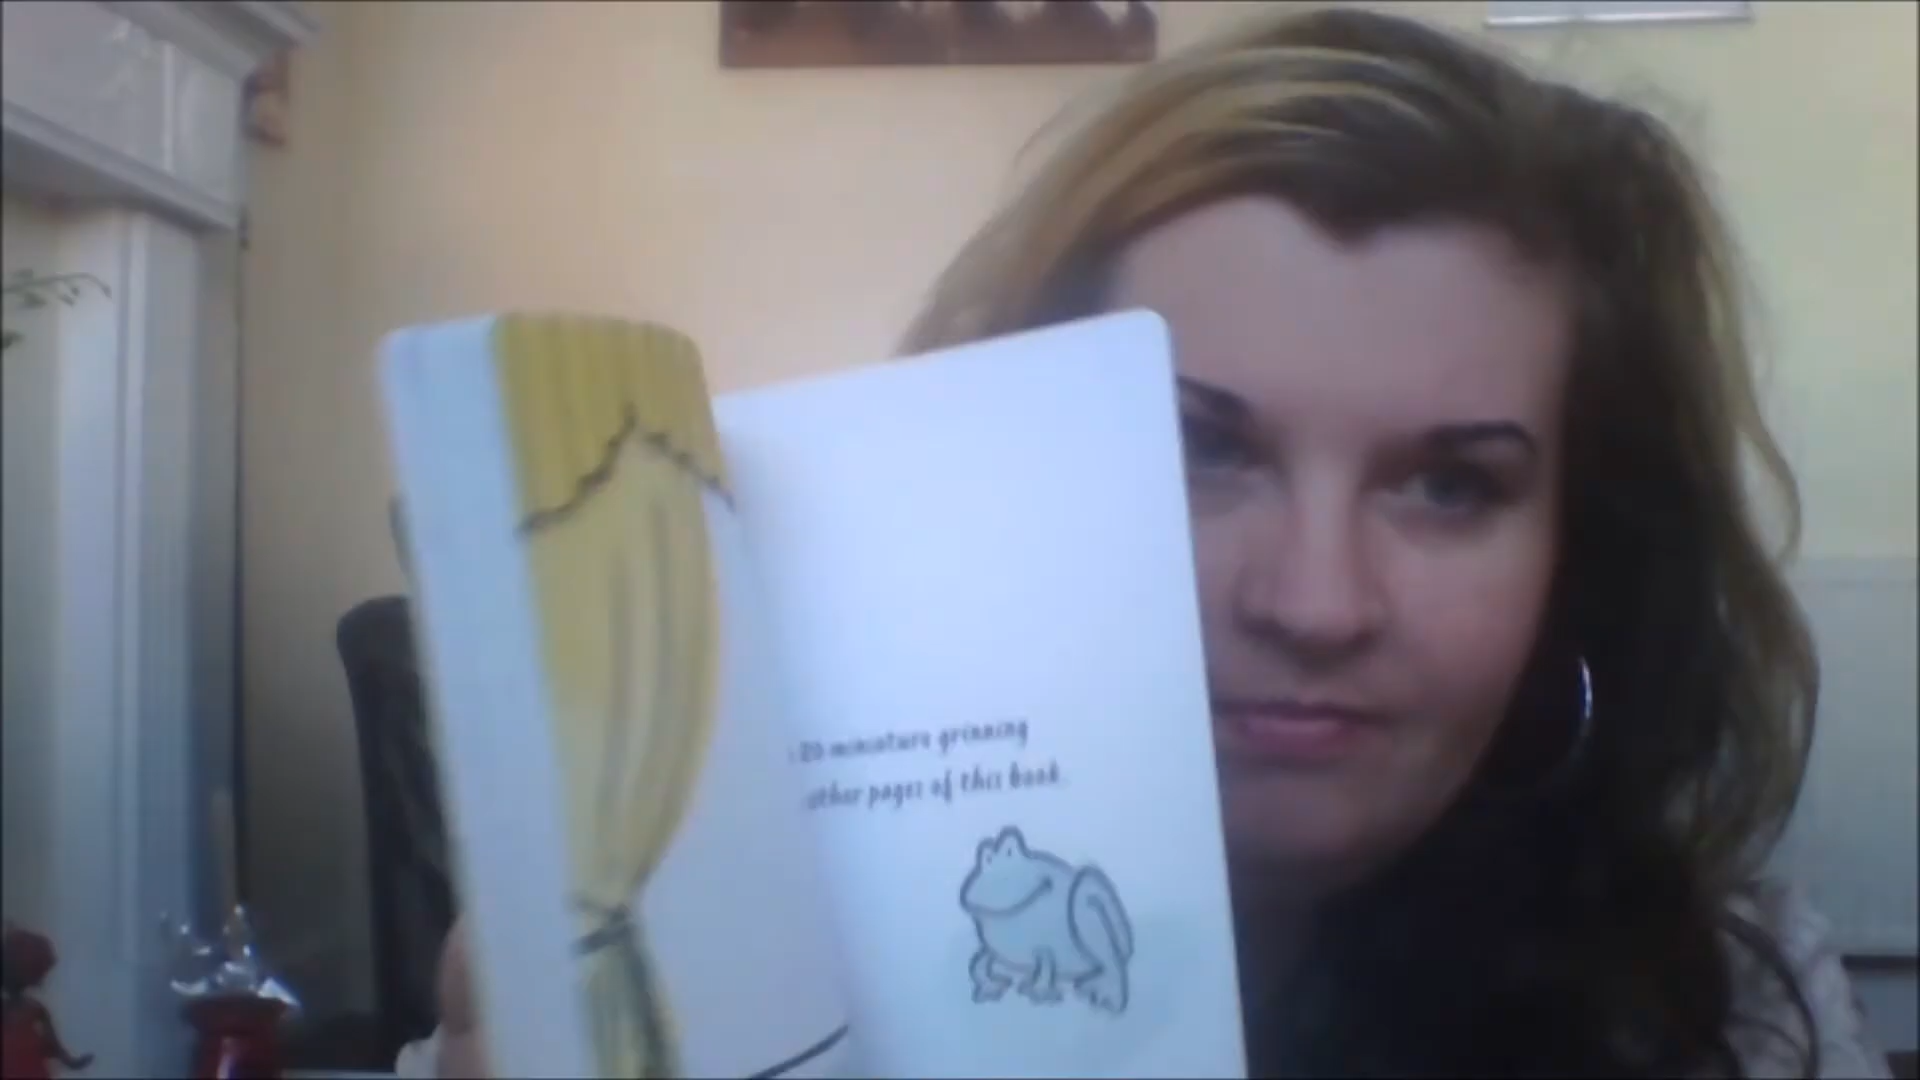 20 miniature grinning
other pages of this book.